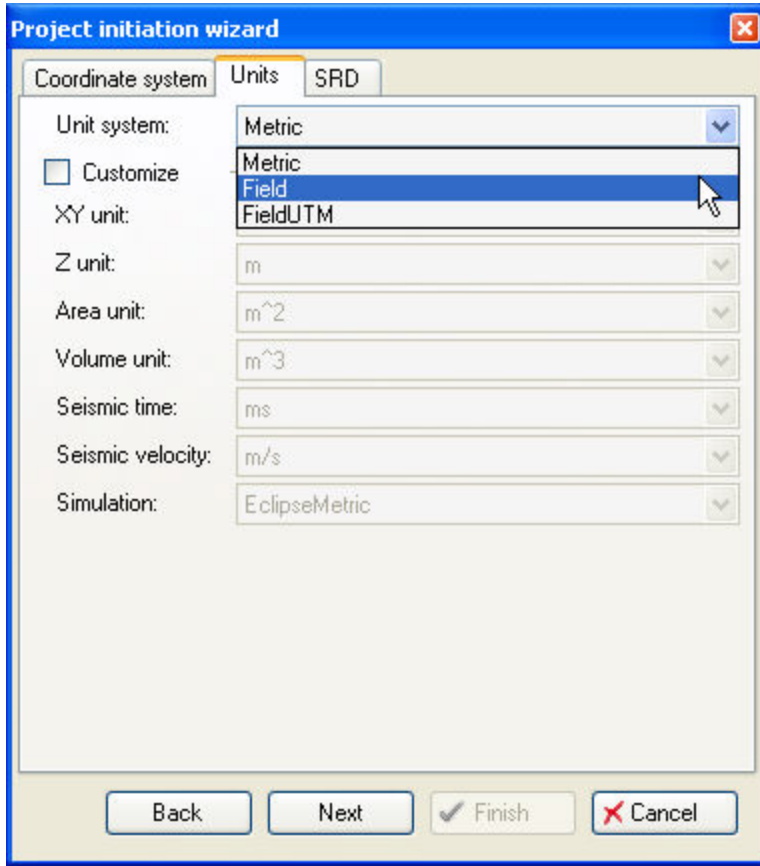 Project initiation wizard
Coordinate system Units SRD
Unit system: Metric
Metric
Customize
Field
XY unit: FieldUTM
Z unit: m
Area unit: m^2
Volume unit: m^3
Seismic time: ms
Seismic velocity: m/s
Simulation: EclipseMetric
Back Next Finish Cancel